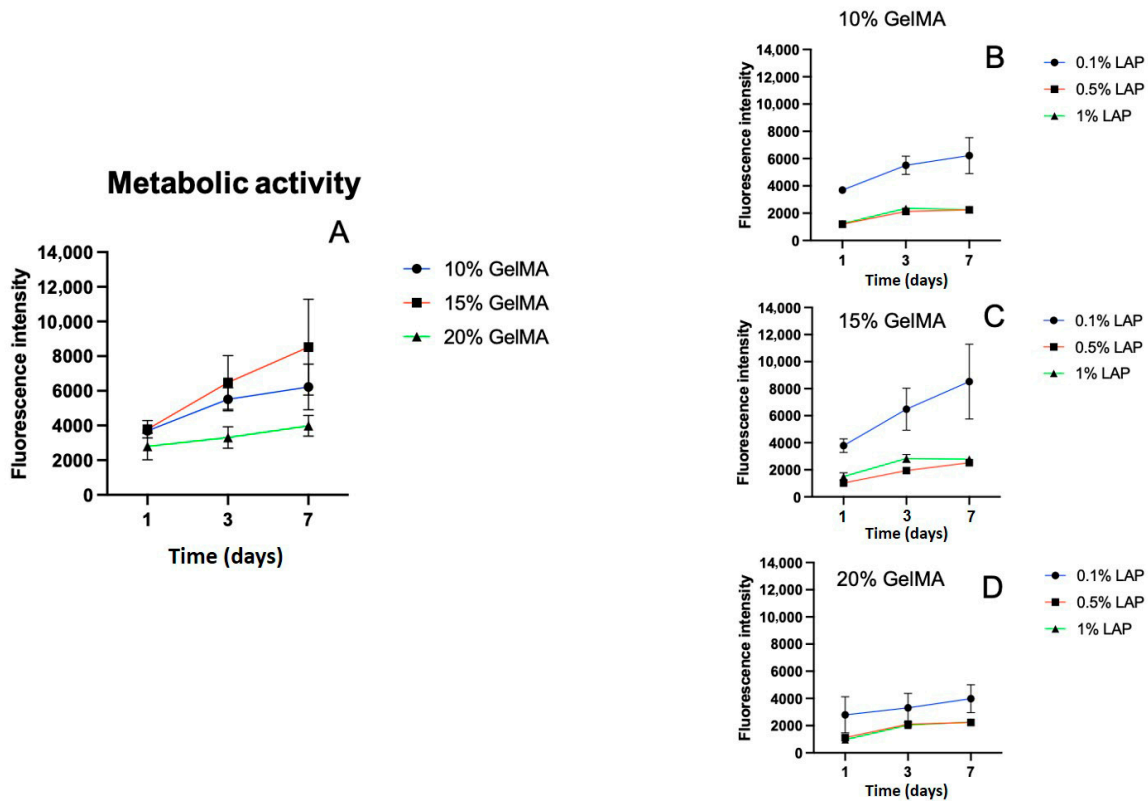 Metabolic activity
A
Fluorescence intensity
14,000
12,000
10,000
8000
6000
4000
2000
0
1 3 7
Time (days)
10% GelMA
15% GelMA
20% GelMA
10% GelMA
B
Fluorescence intensity
14,000
12,000
10,000
8000
6000
4000
2000
0
1 3 7
Time (days)
0.1% LAP
0.5% LAP
1% LAP
15% GelMA
C
Fluorescence intensity
14,000
12,000
10,000
8000
6000
4000
2000
0
1 3 7
Time (days)
0.1% LAP
0.5% LAP
1% LAP
20% GelMA
D
Fluorescence intensity
14,000
12,000
10,000
8000
6000
4000
2000
0
1 3 7
Time (days)
0.1% LAP
0.5% LAP
1% LAP